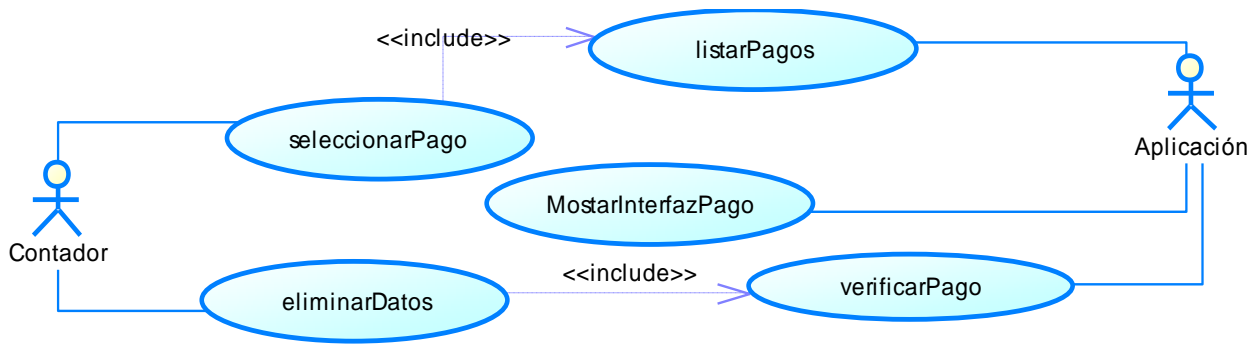 <<include>>
listarPagos
seleccionarPago
Aplicación
MostarInterfazPago
Contador
<<include>>
eliminarDatos
verificarPago